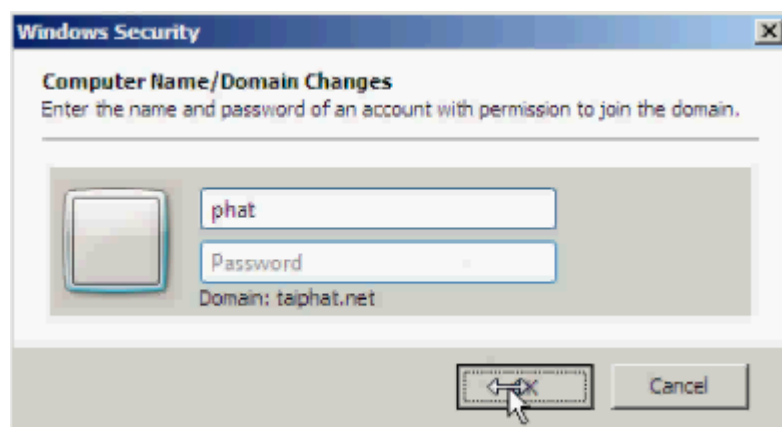 Windows Security
Computer Name/Domain Changes
Enter the name and password of an account with permission to join the domain.
phat
Password
Domain: taiphat.net
Cancel